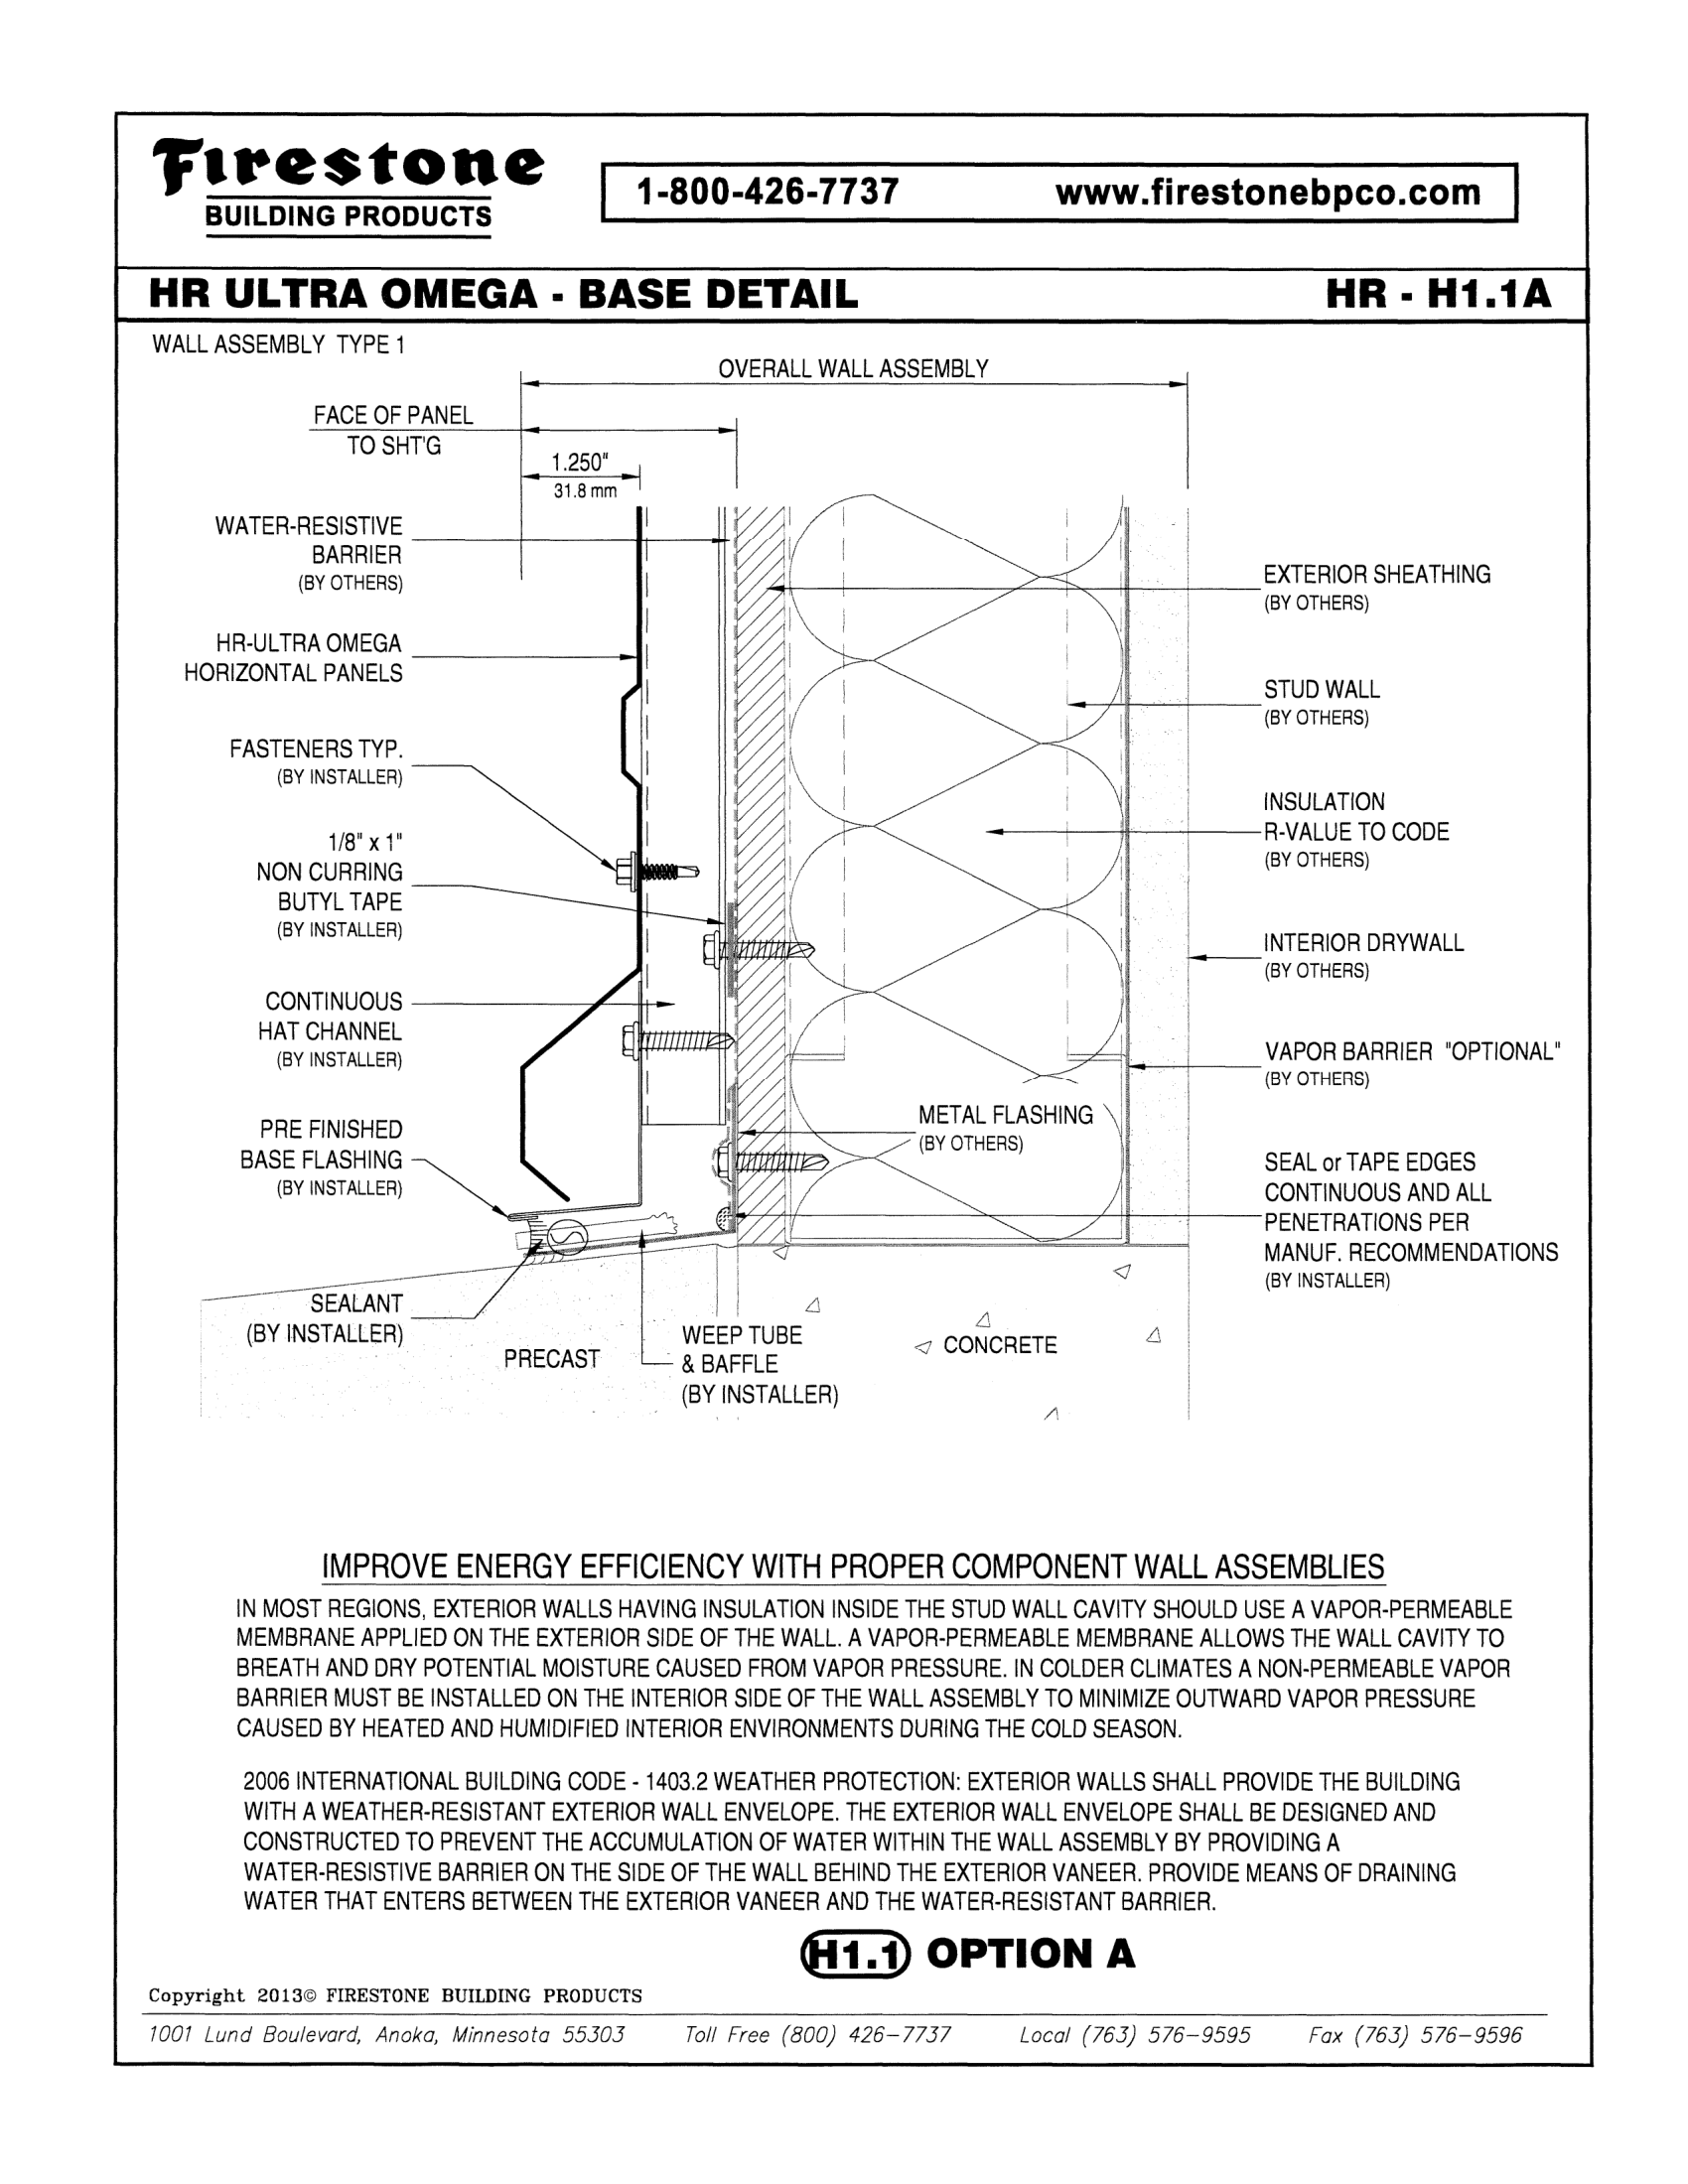 Firestone
BUILDING PRODUCTS
1-800-426-7737 www.firestonebpco.com
HR ULTRA OMEGA - BASE DETAIL HR - H1.1A
WALL ASSEMBLY TYPE 1
OVERALL WALL ASSEMBLY
FACE OF PANEL
TO SHT'G
1.250"
31.8 mm
WATER-RESISTIVE
BARRIER
(BY OTHERS)
HR-ULTRA OMEGA
HORIZONTAL PANELS
FASTENERS TYP.
(BY INSTALLER)
1/8" x 1"
NON CURRING
BUTYL TAPE
(BY INSTALLER)
CONTINUOUS
HAT CHANNEL
(BY INSTALLER)
PRE FINISHED
BASE FLASHING
(BY INSTALLER)
SEALANT
(BY INSTALLER)
PRECAST
WEEP TUBE
& BAFFLE
(BY INSTALLER)
CONCRETE
METAL FLASHING
(BY OTHERS)
EXTERIOR SHEATHING
(BY OTHERS)
STUD WALL
(BY OTHERS)
INSULATION
R-VALUE TO CODE
(BY OTHERS)
INTERIOR DRYWALL
(BY OTHERS)
VAPOR BARRIER "OPTIONAL"
(BY OTHERS)
SEAL or TAPE EDGES
CONTINUOUS AND ALL
PENETRATIONS PER
MANUF. RECOMMENDATIONS
(BY INSTALLER)
IMPROVE ENERGY EFFICIENCY WITH PROPER COMPONENT WALL ASSEMBLIES
IN MOST REGIONS, EXTERIOR WALLS HAVING INSULATION INSIDE THE STUD WALL CAVITY SHOULD USE A VAPOR-PERMEABLE
MEMBRANE APPLIED ON THE EXTERIOR SIDE OF THE WALL. A VAPOR-PERMEABLE MEMBRANE ALLOWS THE WALL CAVITY TO
BREATH AND DRY POTENTIAL MOISTURE CAUSED FROM VAPOR PRESSURE. IN COLDER CLIMATES A NON-PERMEABLE VAPOR
BARRIER MUST BE INSTALLED ON THE INTERIOR SIDE OF THE WALL ASSEMBLY TO MINIMIZE OUTWARD VAPOR PRESSURE
CAUSED BY HEATED AND HUMIDIFIED INTERIOR ENVIRONMENTS DURING THE COLD SEASON.
2006 INTERNATIONAL BUILDING CODE - 1403.2 WEATHER PROTECTION: EXTERIOR WALLS SHALL PROVIDE THE BUILDING
WITH A WEATHER-RESISTANT EXTERIOR WALL ENVELOPE. THE EXTERIOR WALL ENVELOPE SHALL BE DESIGNED AND
CONSTRUCTED TO PREVENT THE ACCUMULATION OF WATER WITHIN THE WALL ASSEMBLY BY PROVIDING A
WATER-RESISTIVE BARRIER ON THE SIDE OF THE WALL BEHIND THE EXTERIOR VANEER. PROVIDE MEANS OF DRAINING
WATER THAT ENTERS BETWEEN THE EXTERIOR VANEER AND THE WATER-RESISTANT BARRIER.
H1.1 OPTION A
Copyright 2013© FIRESTONE BUILDING PRODUCTS
1001 Lund Boulevard, Anoka, Minnesota 55303 Toll Free (800) 426-7737 Local (763) 576-9595 Fax (763) 576-9596